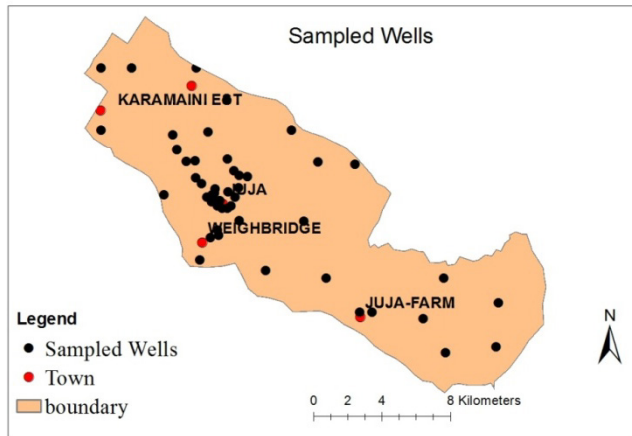 Sampled Wells
KARAMAINI EST
JUJA
WEIGHBRIDGE
JUJA-FARM
Legend
Sampled Wells
Town
boundary
N
0 2 4 8 Kilometers